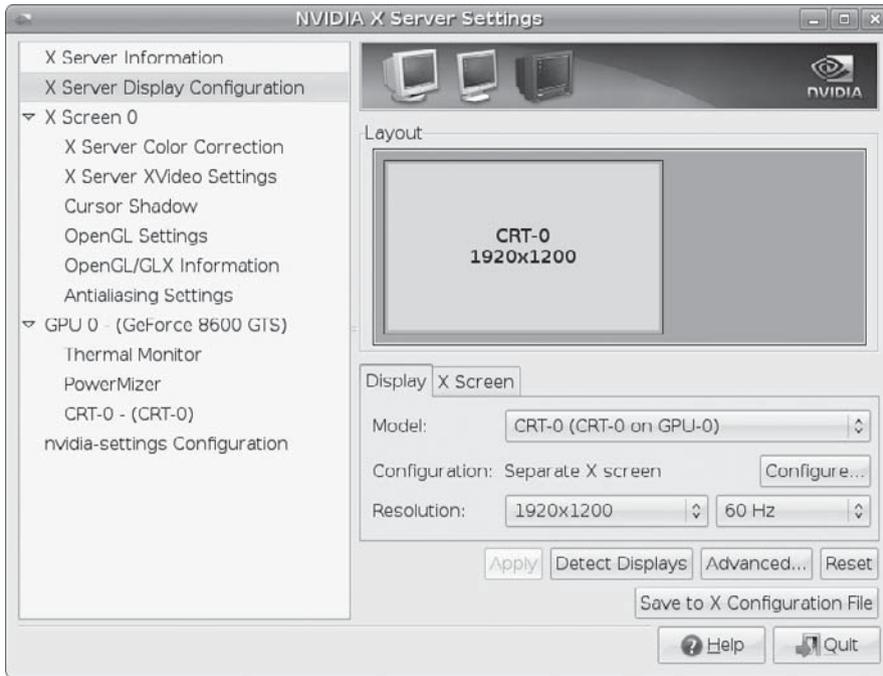 NVIDIA X Server Settings
X Server Information
X Server Display Configuration
X Screen 0
X Server Color Correction
X Server XVideo Settings
Cursor Shadow
OpenGL Settings
OpenGL/GLX Information
Antialiasing Settings
GPU 0 - (GeForce 8600 GTS)
Thermal Monitor
PowerMizer
CRT-0 - (CRT-0)
nvidia-settings Configuration
NVIDIA
Layout
CRT-0
1920x1200
Display X Screen
Model: CRT-0 (CRT-0 on GPU-0)
Configuration: Separate X screen Configure...
Resolution: 1920x1200 60 Hz
Apply Detect Displays Advanced... Reset
Save to X Configuration File
Help Quit